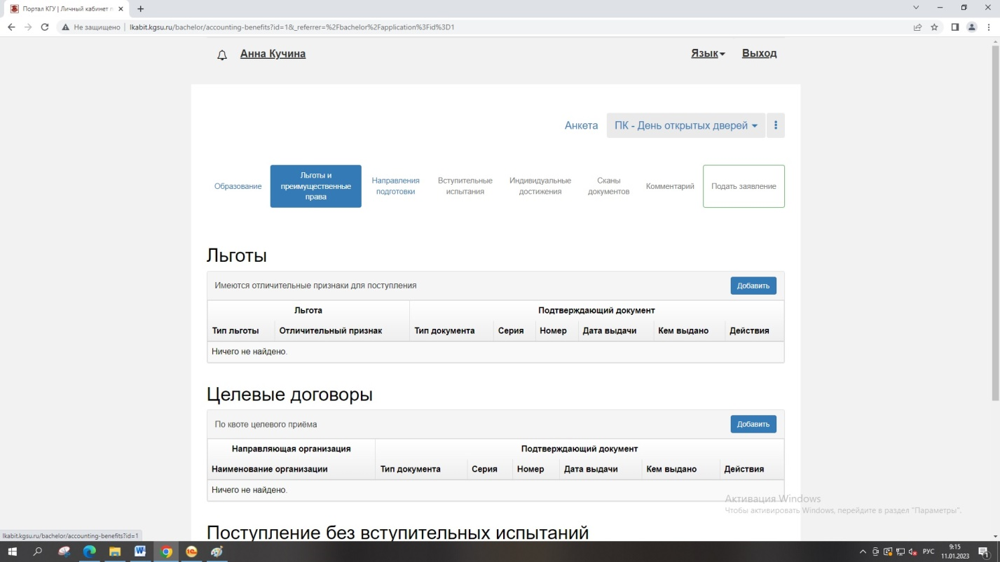 Портал КГУ | Личный кабинет п
Не защищено | lkabit.kgsu.ru/bachelor/accounting-benefits?id=1&_referrer=%2Fbachelor%2Fapplication%3Fid%3D1
Анна Кучина Язык Выход
Анкета ПК - День открытых дверей
Образование
Льготы и
преимущественные
права
Направления
подготовки
Вступительные
испытания
Индивидуальные
достижения
Сканы
документов
Комментарий
Подать заявление
Льготы
Имеются отличительные признаки для поступления Добавить
Льгота Подтверждающий документ
Тип льготы Отличительный признак Тип документа Серия Номер Дата выдачи Кем выдано Действия
Ничего не найдено.
Целевые договоры
По квоте целевого приёма Добавить
Направляющая организация Подтверждающий документ
Наименование организации Тип документа Серия Номер Дата выдачи Кем выдано Действия
Ничего не найдено.
Активация Windows
Чтобы активировать Windows, перейдите в раздел "Параметры".
Поступление без вступительных испытаний
lkabit.kgsu.ru/bachelor/accounting-benefits?id=1
РУС
9:15
11.01.2023